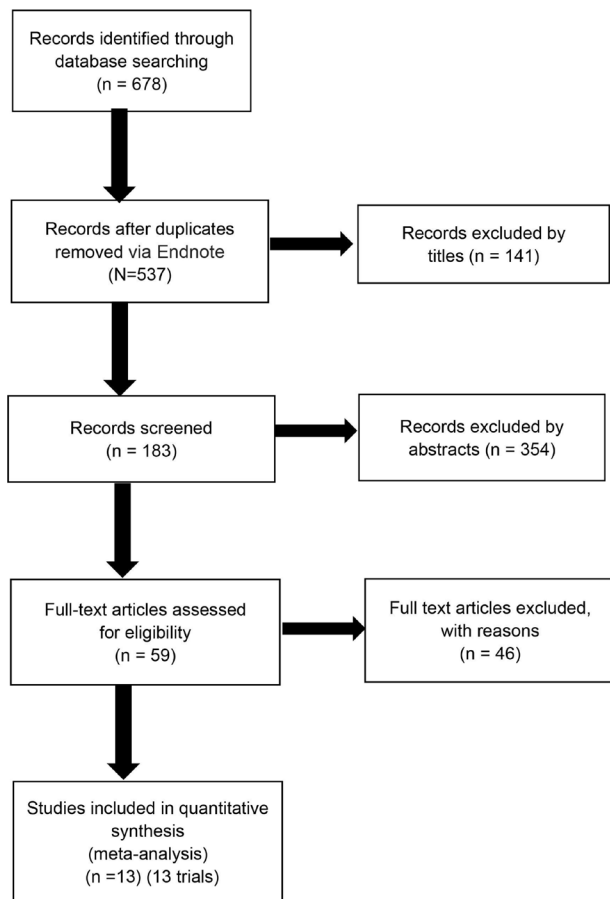 Records identified through
database searching
(n = 678)
Records after duplicates
removed via Endnote
(N=537)
Records excluded by
titles (n = 141)
Records screened
(n = 183)
Records excluded by
abstracts (n = 354)
Full-text articles assessed
for eligibility
(n = 59)
Full text articles excluded,
with reasons
(n = 46)
Studies included in quantitative
synthesis
(meta-analysis)
(n =13) (13 trials)